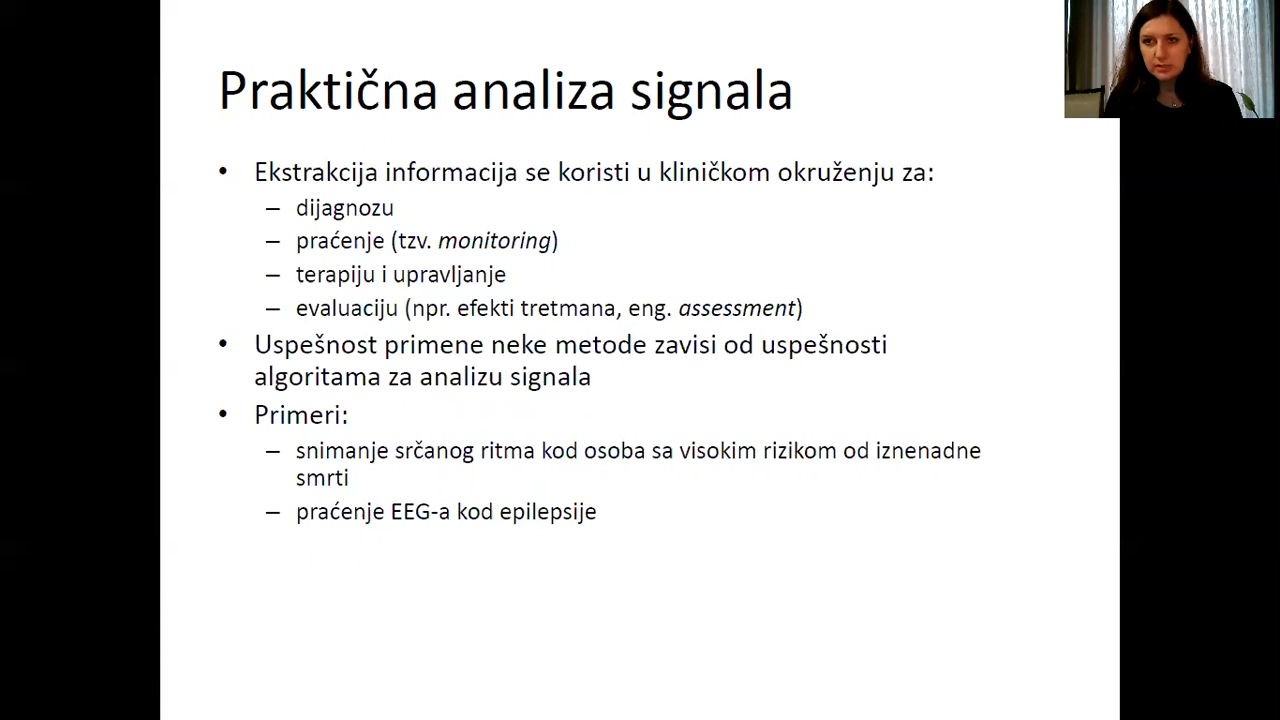 Praktična analiza signala
• Ekstrakcija informacija se koristi u kliničkom okruženju za:
– dijagnozu
– praćenje (tzv. monitoring)
– terapiju i upravljanje
– evaluaciju (npr. efekti tretmana, eng. assessment)
• Uspešnost primene neke metode zavisi od uspešnosti
algoritama za analizu signala
• Primeri:
– snimanje srčanog ritma kod osoba sa visokim rizikom od iznenadne
smrti
– praćenje EEG-a kod epilepsije